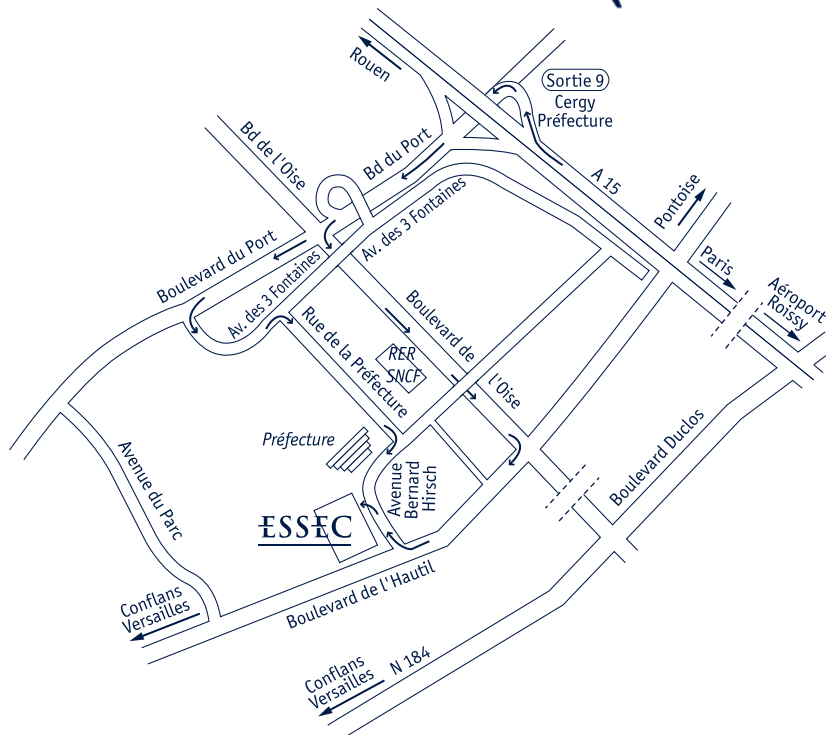 Rouen
Sortie 9
Cergy
Préfecture
Bd de l'Oise
Bd du Port
A 15
Pontoise
Av. des 3 Fontaines
Paris
Boulevard du Port
Aéroport
Roissy
Av. des 3 Fontaines
Rue de la Préfecture
Boulevard de
l'Oise
RER
SNCF
Préfecture
Boulevard Duclos
Avenue du Parc
Avenue
Bernard
Hirsch
ESSEC
Boulevard de l'Hautil
Conflans
Versailles
N 184
Conflans
Versailles